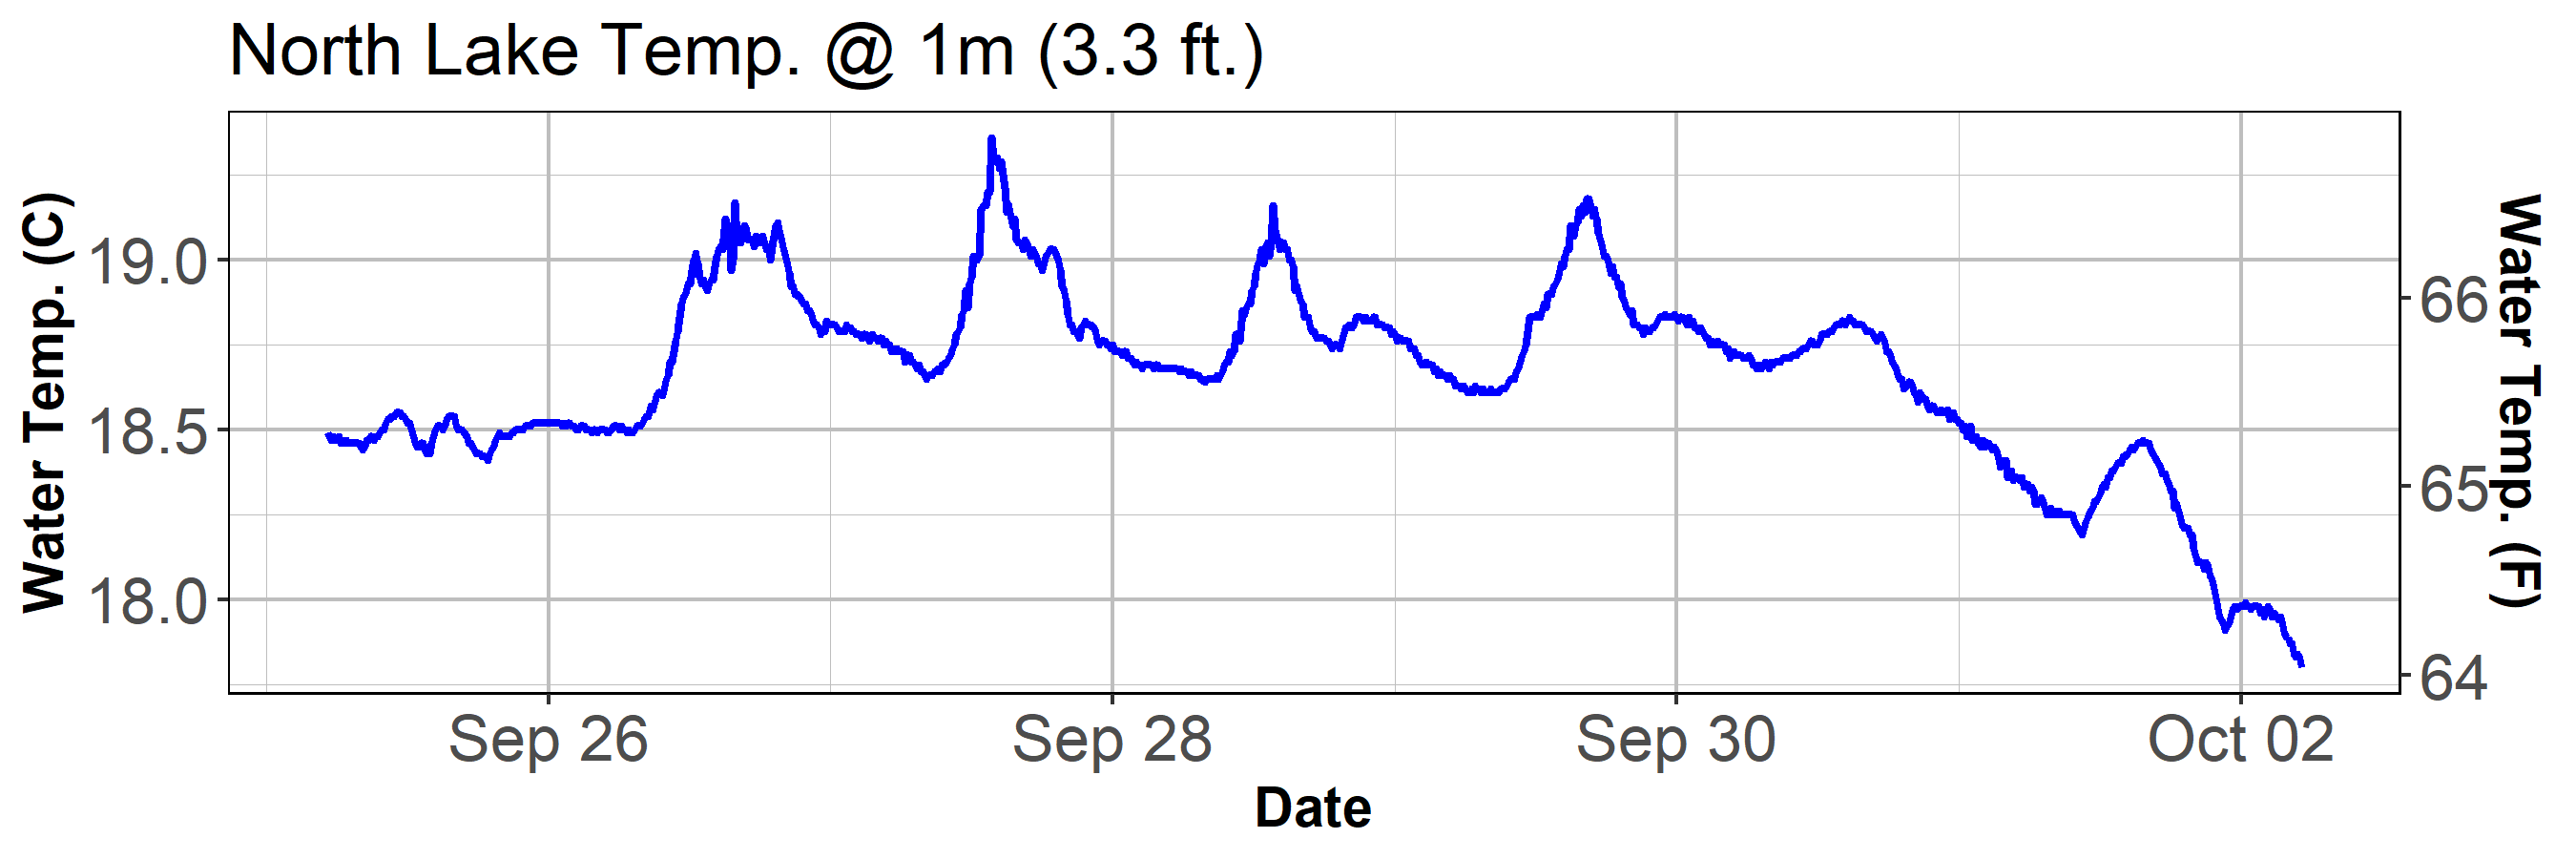 North Lake Temp. @ 1m (3.3 ft.)
Water Temp. (C)
19.0
18.5
18.0
66
65
64
Water Temp. (F)
Sep 26
Sep 28
Sep 30
Oct 02
Date